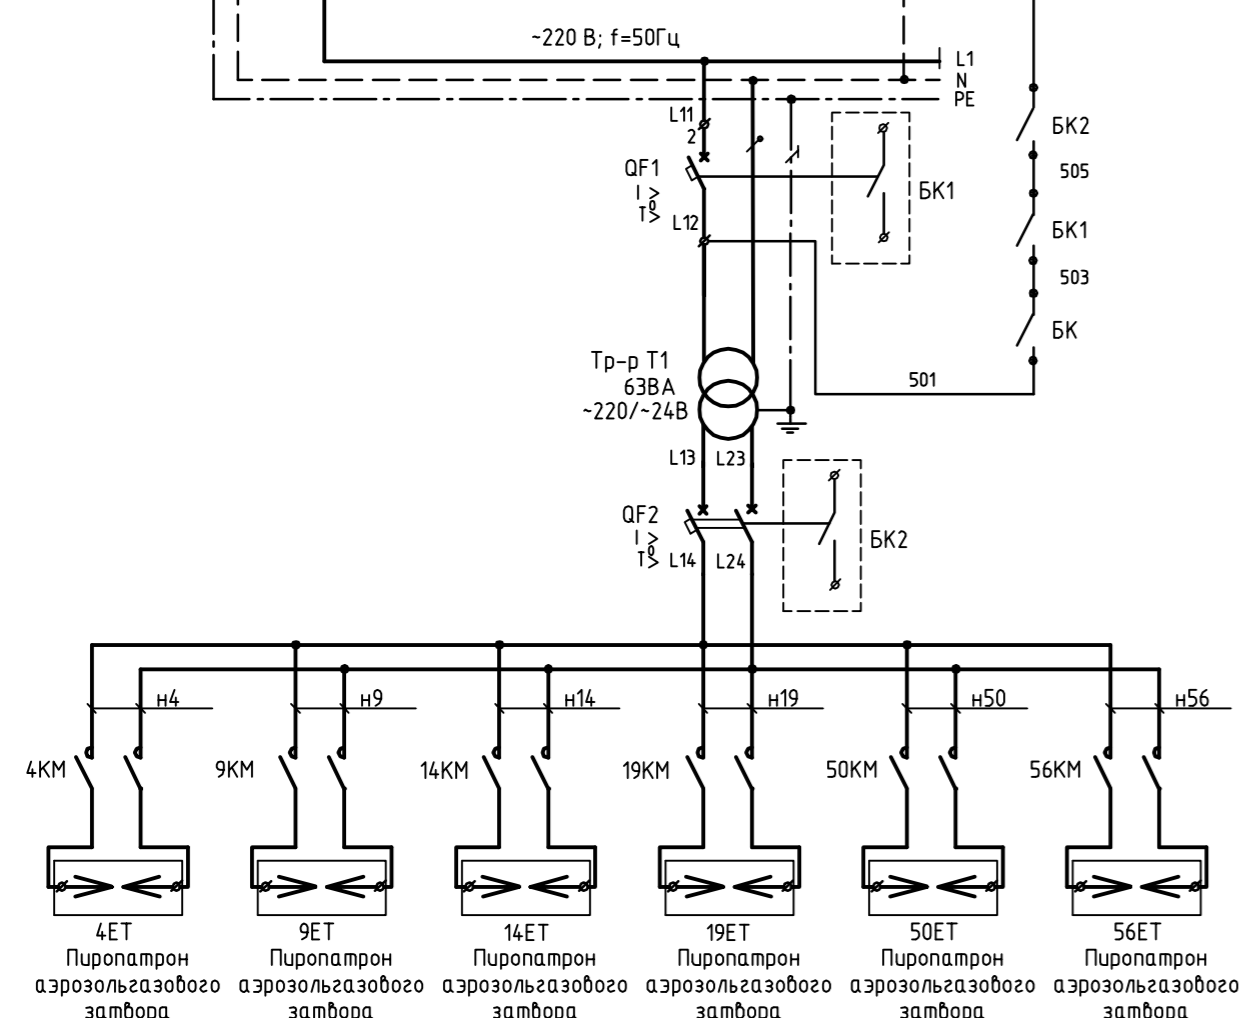 ~220 В; f=50Гц
L1
N
PE
L11
2
QF1
I >
T⁰>
L12
БК1
БК2
505
БК1
503
БК
501
Тр-р Т1
63ВА
~220/~24В
L13
L23
QF2
I >
T⁰>
L14
L24
БК2
н4
н9
н14
н19
н50
н56
4КМ
9КМ
14КМ
19КМ
50КМ
56КМ
4ЕТ
Пиропатрон
аэрозольгазового
затвора
9ЕТ
Пиропатрон
аэрозольгазового
затвора
14ЕТ
Пиропатрон
аэрозольгазового
затвора
19ЕТ
Пиропатрон
аэрозольгазового
затвора
50ЕТ
Пиропатрон
аэрозольгазового
затвора
56ЕТ
Пиропатрон
аэрозольгазового
затвора